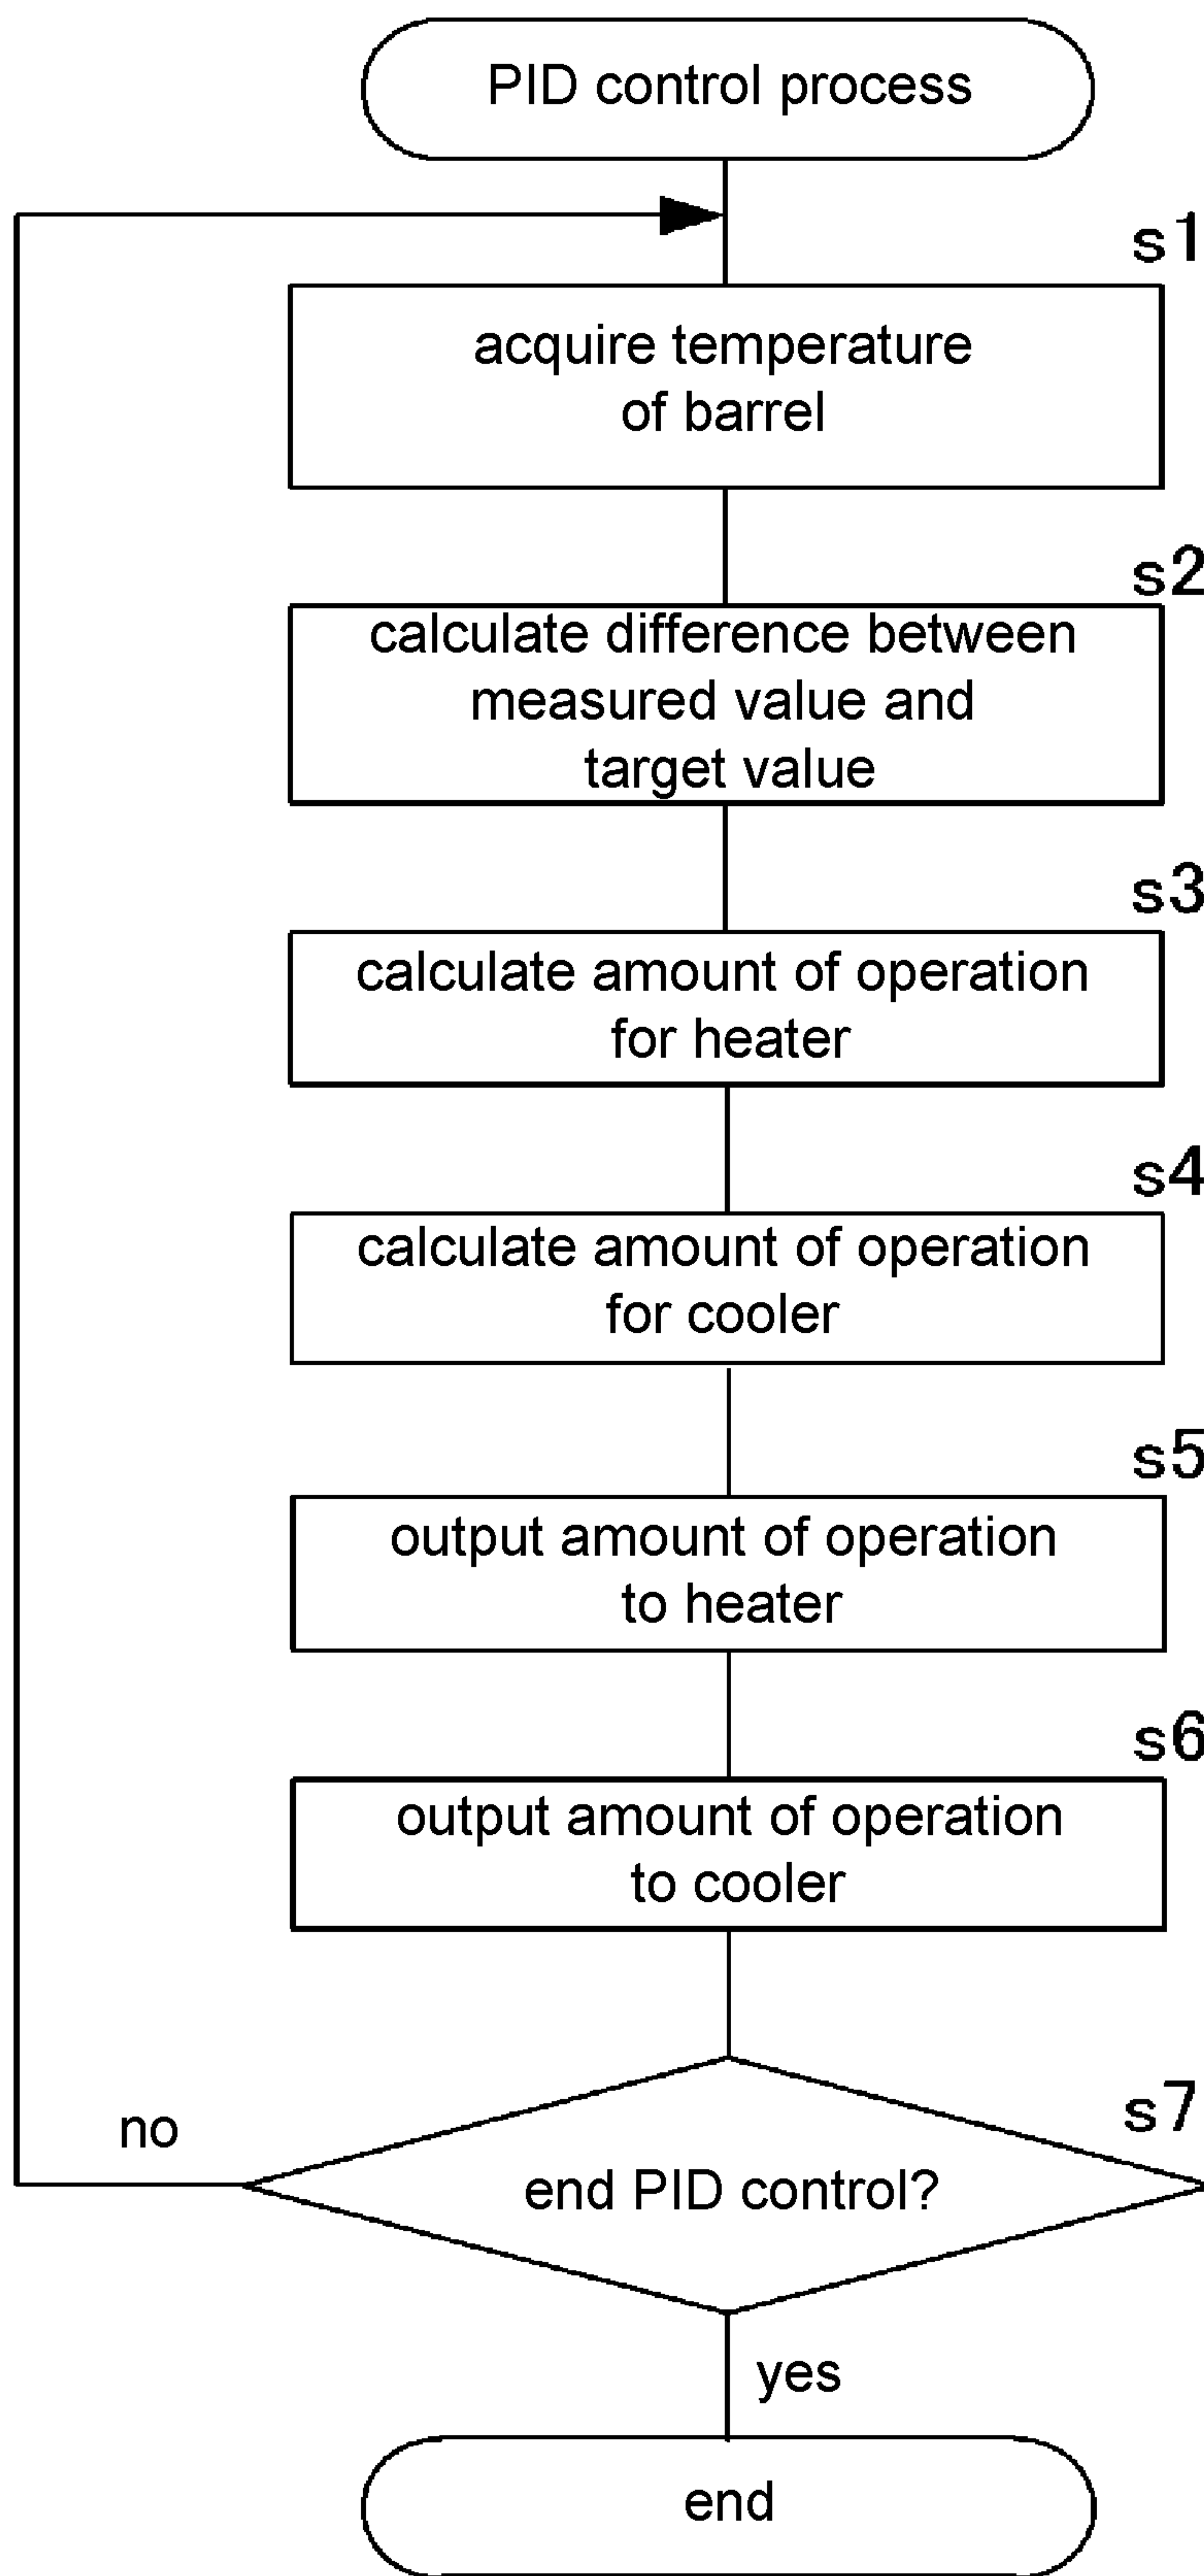 PID control process
s1
acquire temperature
of barrel
s2
calculate difference between
measured value and
target value
s3
calculate amount of operation
for heater
s4
calculate amount of operation
for cooler
s5
output amount of operation
to heater
s6
output amount of operation
to cooler
s7
no
end PID control?
yes
end